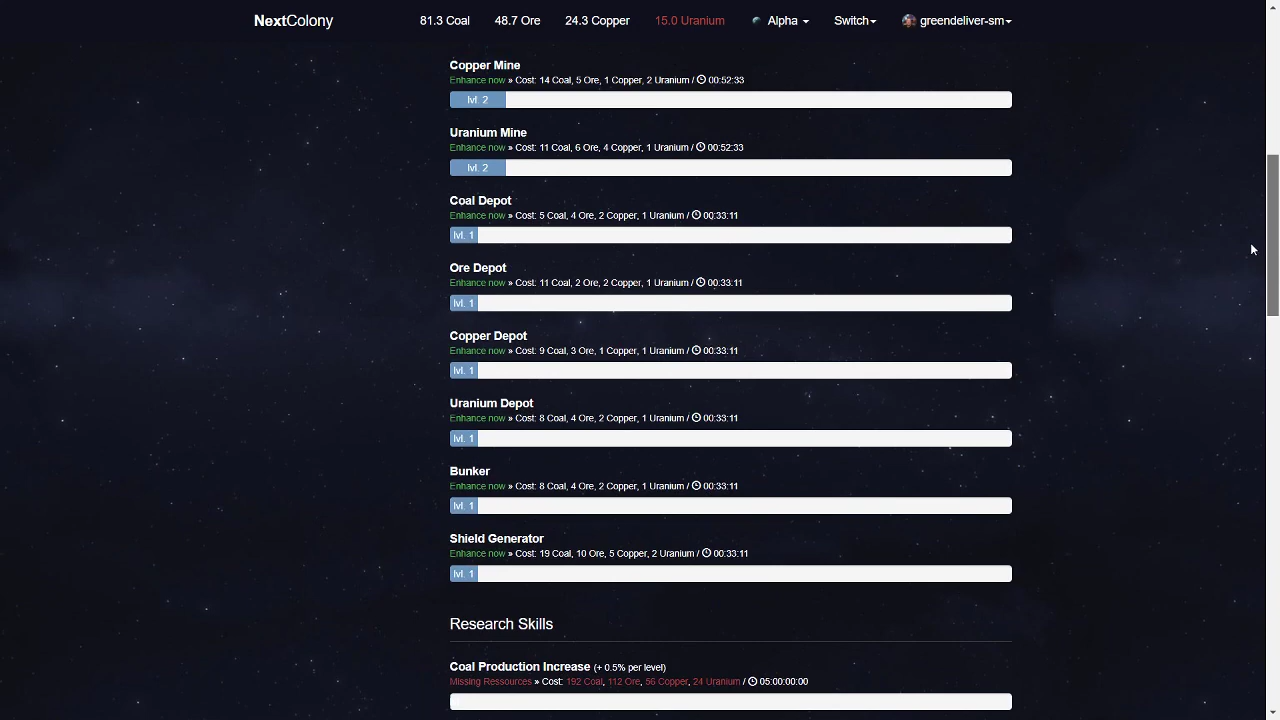 NextColony 81.3 Coal 48.7 Ore 24.3 Copper 15.0 Uranium Alpha Switch greendeliver-sm
Copper Mine
Enhance now » Cost: 14 Coal, 5 Ore, 1 Copper, 2 Uranium / 00:52:33
lvl. 2
Uranium Mine
Enhance now » Cost: 11 Coal, 6 Ore, 4 Copper, 1 Uranium / 00:52:33
lvl. 2
Coal Depot
Enhance now » Cost: 5 Coal, 4 Ore, 2 Copper, 1 Uranium / 00:33:11
lvl. 1
Ore Depot
Enhance now » Cost: 11 Coal, 2 Ore, 2 Copper, 1 Uranium / 00:33:11
lvl. 1
Copper Depot
Enhance now » Cost: 9 Coal, 3 Ore, 1 Copper, 1 Uranium / 00:33:11
lvl. 1
Uranium Depot
Enhance now » Cost: 8 Coal, 4 Ore, 2 Copper, 1 Uranium / 00:33:11
lvl. 1
Bunker
Enhance now » Cost: 8 Coal, 4 Ore, 2 Copper, 1 Uranium / 00:33:11
lvl. 1
Shield Generator
Enhance now » Cost: 19 Coal, 10 Ore, 5 Copper, 2 Uranium / 00:33:11
lvl. 1
Research Skills
Coal Production Increase (+ 0.5% per level)
Missing Ressources » Cost: 192 Coal, 112 Ore, 56 Copper, 24 Uranium / 05:00:00:00